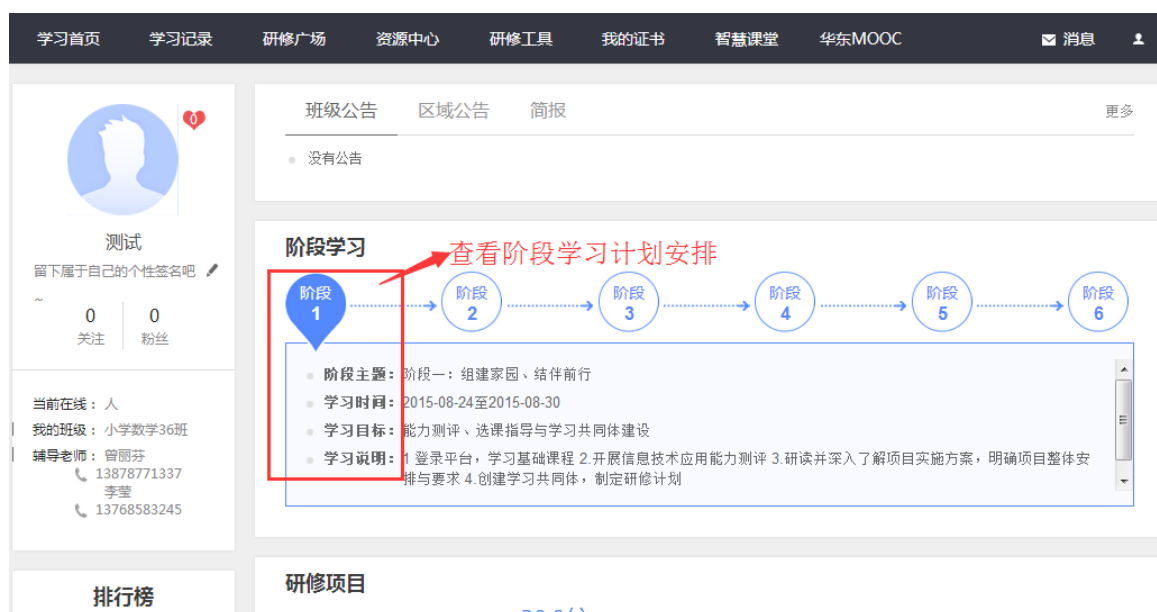 学习首页 学习记录 研修广场 资源中心 研修工具 我的证书 智慧课堂 华东MOOC 消息
0
测试
留下属于自己的个性签名吧
~
0 0
关注 粉丝
当前在线：人
我的班级：小学数学36班
辅导老师：曾丽芬
13878771337
李莹
13768583245
排行榜
班级公告 区域公告 简报 更多
没有公告
阶段学习
查看阶段学习计划安排
阶段 1 阶段 2 阶段 3 阶段 4 阶段 5 阶段 6
阶段主题：阶段一：组建家园、结伴前行
学习时间：2015-08-24至2015-08-30
学习目标：能力测评、选课指导与学习共同体建设
学习说明：1 登录平台，学习基础课程 2.开展信息技术应用能力测评 3.研读并深入了解项目实施方案，明确项目整体安
排与要求 4.创建学习共同体，制定研修计划
研修项目